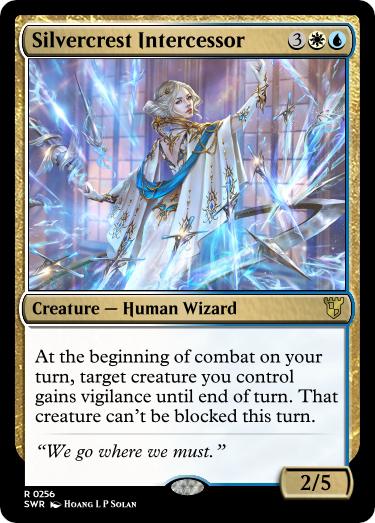 Silvercrest Intercessor 3
Creature — Human Wizard
At the beginning of combat on your
turn, target creature you control
gains vigilance until end of turn. That
creature can't be blocked this turn.
“We go where we must.”
2/5
R 0256
SWR Hoang L P Solan